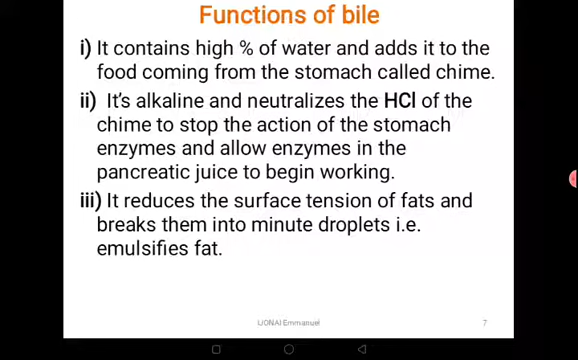 Functions of bile
i) It contains high % of water and adds it to the
food coming from the stomach called chime.
ii) It's alkaline and neutralizes the HCl of the
chime to stop the action of the stomach
enzymes and allow enzymes in the
pancreatic juice to begin working.
iii) It reduces the surface tension of fats and
breaks them into minute droplets i.e.
emulsifies fat.
LIONAI Emmanuel
7